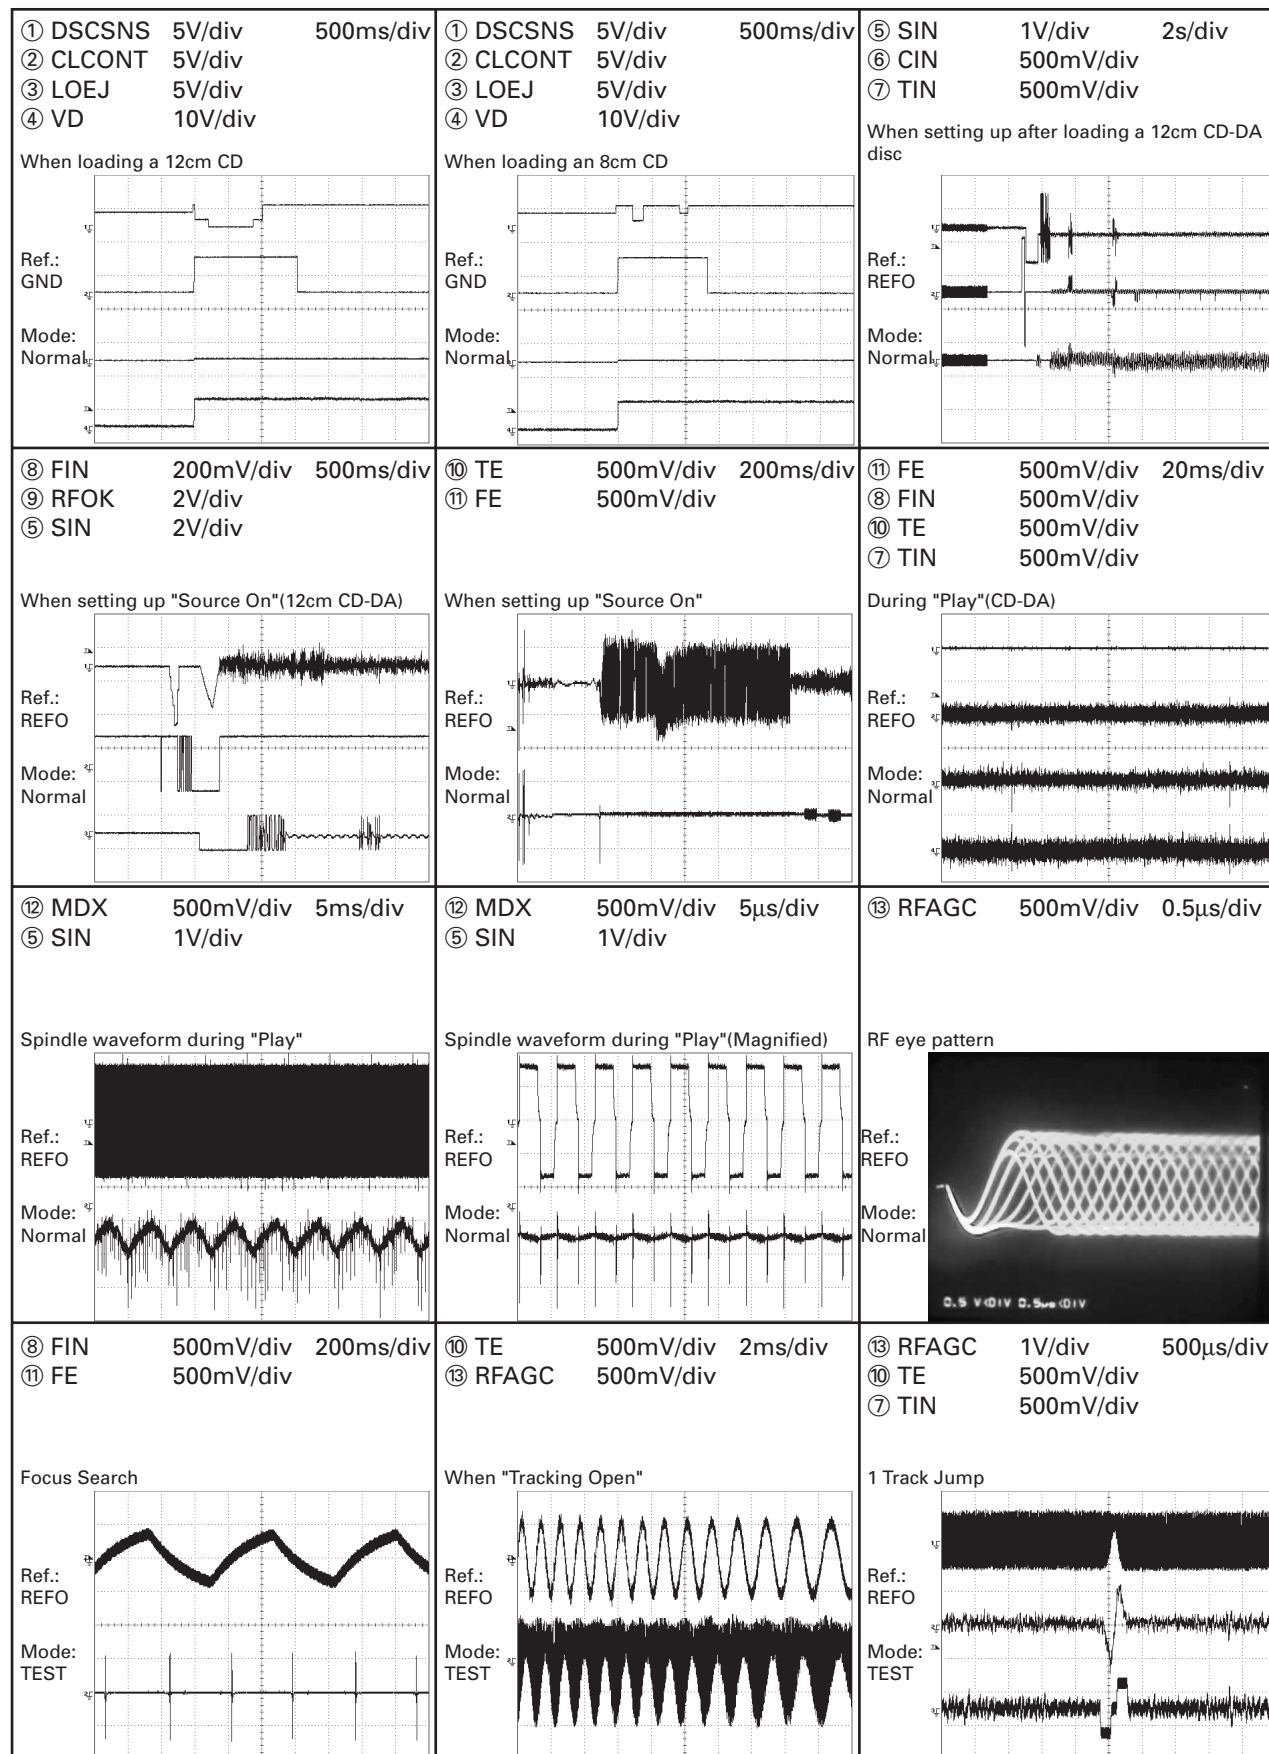 ① DSCSNS 5V/div 500ms/div
② CLCONT 5V/div
③ LOEJ 5V/div
④ VD 10V/div
When loading a 12cm CD
Ref.:
GND
Mode:
Normal
① DSCSNS 5V/div 500ms/div
② CLCONT 5V/div
③ LOEJ 5V/div
④ VD 10V/div
When loading an 8cm CD
Ref.:
GND
Mode:
Normal
⑤ SIN 1V/div 2s/div
⑥ CIN 500mV/div
⑦ TIN 500mV/div
When setting up after loading a 12cm CD-DA
disc
Ref.:
REFO
Mode:
Normal
⑧ FIN 200mV/div 500ms/div
⑨ RFOK 2V/div
⑤ SIN 2V/div
When setting up "Source On"(12cm CD-DA)
Ref.:
REFO
Mode:
Normal
⑩ TE 500mV/div 200ms/div
⑪ FE 500mV/div
When setting up "Source On"
Ref.:
REFO
Mode:
Normal
⑪ FE 500mV/div 20ms/div
⑧ FIN 500mV/div
⑩ TE 500mV/div
⑦ TIN 500mV/div
During "Play"(CD-DA)
Ref.:
REFO
Mode:
Normal
⑫ MDX 500mV/div 5ms/div
⑤ SIN 1V/div
Spindle waveform during "Play"
Ref.:
REFO
Mode:
Normal
⑫ MDX 500mV/div 5μs/div
⑤ SIN 1V/div
Spindle waveform during "Play"(Magnified)
Ref.:
REFO
Mode:
Normal
⑬ RFAGC 500mV/div 0.5μs/div
RF eye pattern
Ref.:
REFO
Mode:
Normal
⑧ FIN 500mV/div 200ms/div
⑪ FE 500mV/div
Focus Search
Ref.:
REFO
Mode:
TEST
⑩ TE 500mV/div 2ms/div
⑬ RFAGC 500mV/div
When "Tracking Open"
Ref.:
REFO
Mode:
TEST
⑬ RFAGC 1V/div 500μs/div
⑩ TE 500mV/div
⑦ TIN 500mV/div
1 Track Jump
Ref.:
REFO
Mode:
TEST